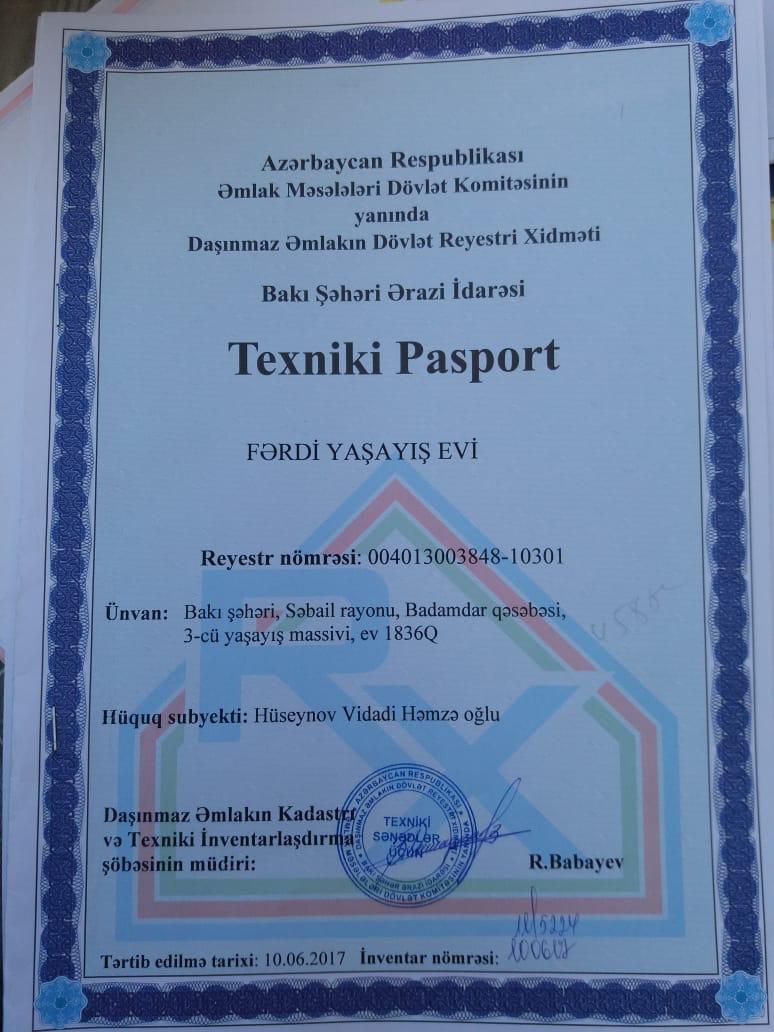 Azərbaycan Respublikası
Əmlak Məsələləri Dövlət Komitəsinin
yanında
Daşınmaz Əmlakın Dövlət Reyestri Xidməti
Bakı Şəhəri Ərazi İdarəsi
Texniki Pasport
FƏRDİ YAŞAYIŞ EVİ
Reyestr nömrəsi: 004013003848-10301
Ünvan: Bakı şəhəri, Səbail rayonu, Badamdar qəsəbəsi,
3-cü yaşayış massivi, ev 1836Q
Hüquq subyekti: Hüseynov Vidadi Həmzə oğlu
Daşınmaz Əmlakın Kadastrı
və Texniki İnventarlaşdırma
şöbəsinin müdiri:
TEXNİKİ
SƏNƏDLƏR
ÜÇÜN
R.Babayev
Tərtib edilmə tarixi: 10.06.2017 İnventar nömrəsi: